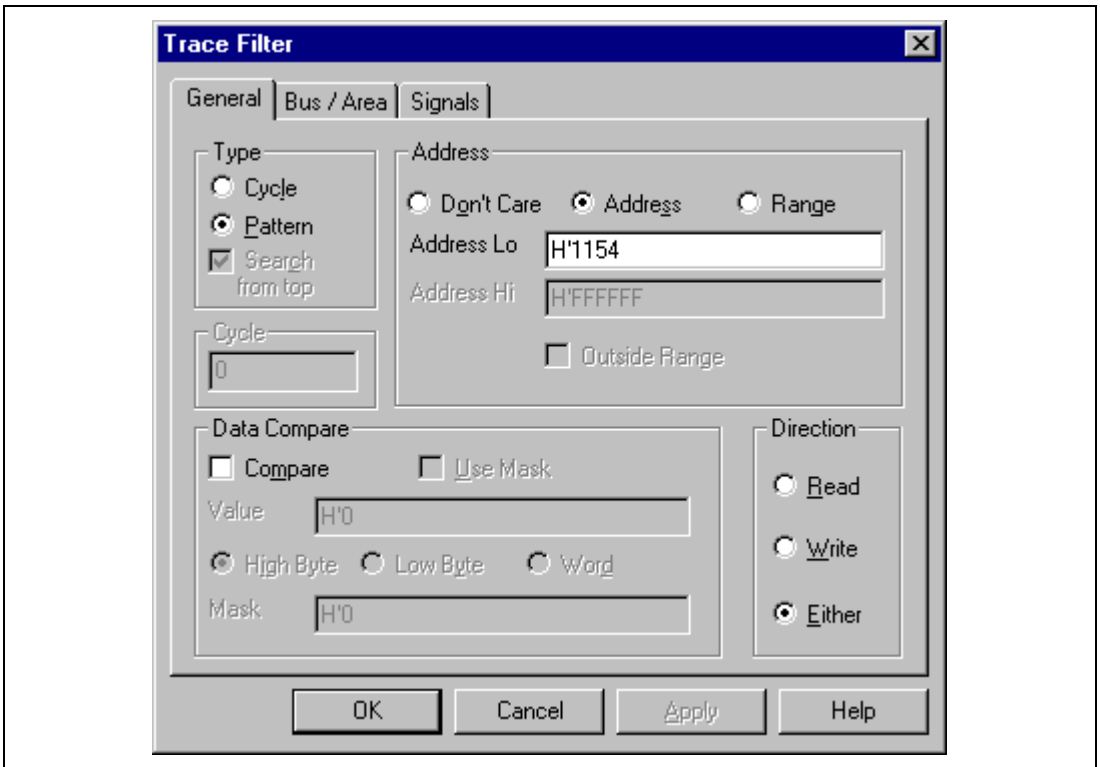 Trace Filter
General Bus / Area Signals
Type
Cycle
Pattern
Search
from top
Cycle
0
Address
Don't Care Address Range
Address Lo H'1154
Address Hi H'FFFFFF
Outside Range
Data Compare
Compare Use Mask
Value H'0
High Byte Low Byte Word
Mask H'0
Direction
Read
Write
Either
OK Cancel Apply Help